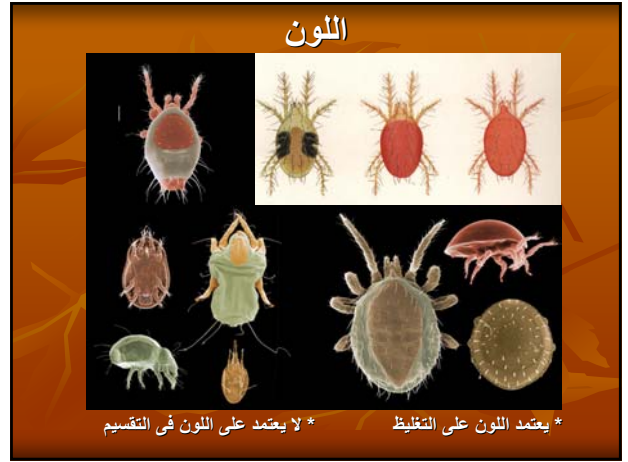 اللون
* يعتمد اللون على التغليظ * لا يعتمد على اللون فى التقسيم